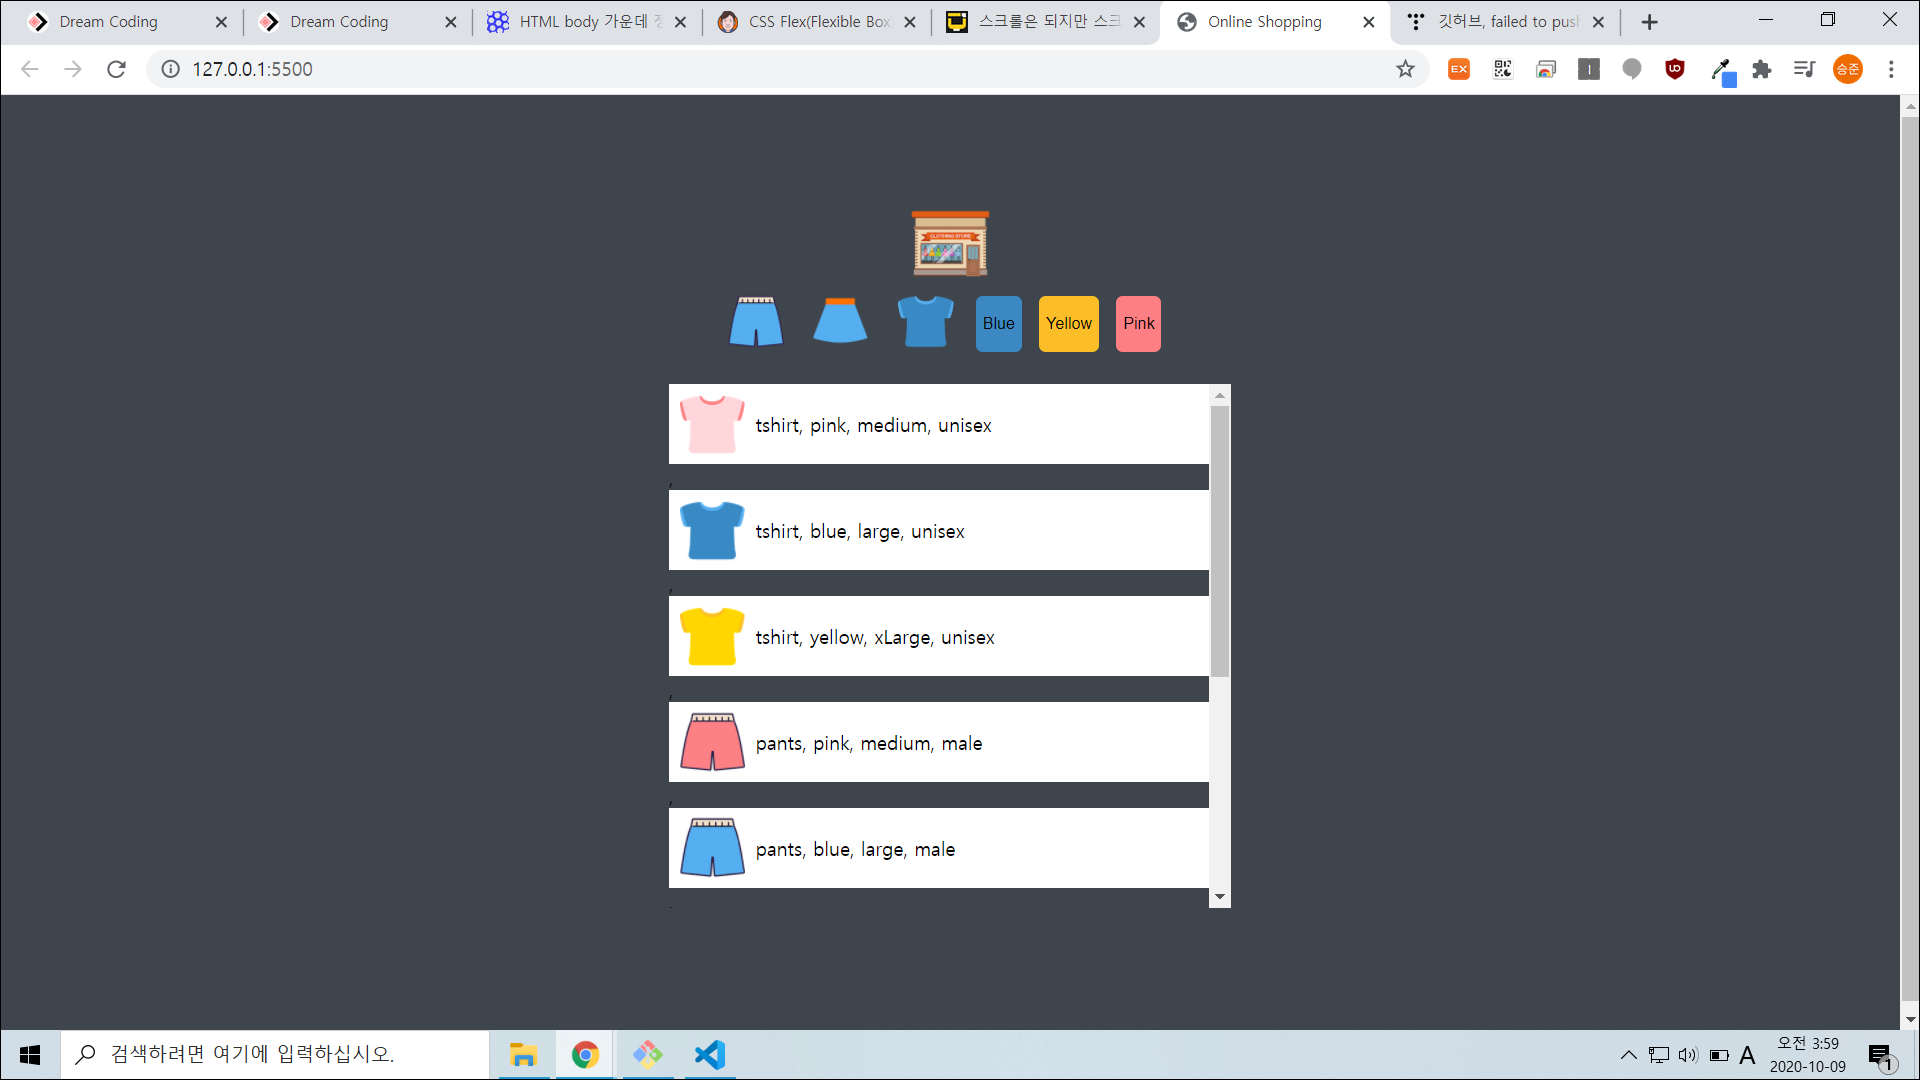 Dream Coding
Dream Coding
HTML body 가운데 정
CSS Flex(Flexible Box
스크롤은 되지만 스크
Online Shopping
깃허브, failed to push
127.0.0.1:5500
EX
승준
CLOTHING STORE
Blue
Yellow
Pink
tshirt, pink, medium, unisex
,
tshirt, blue, large, unisex
,
tshirt, yellow, xLarge, unisex
,
pants, pink, medium, male
,
pants, blue, large, male
,
검색하려면 여기에 입력하십시오.
A
오전 3:59
2020-10-09
1